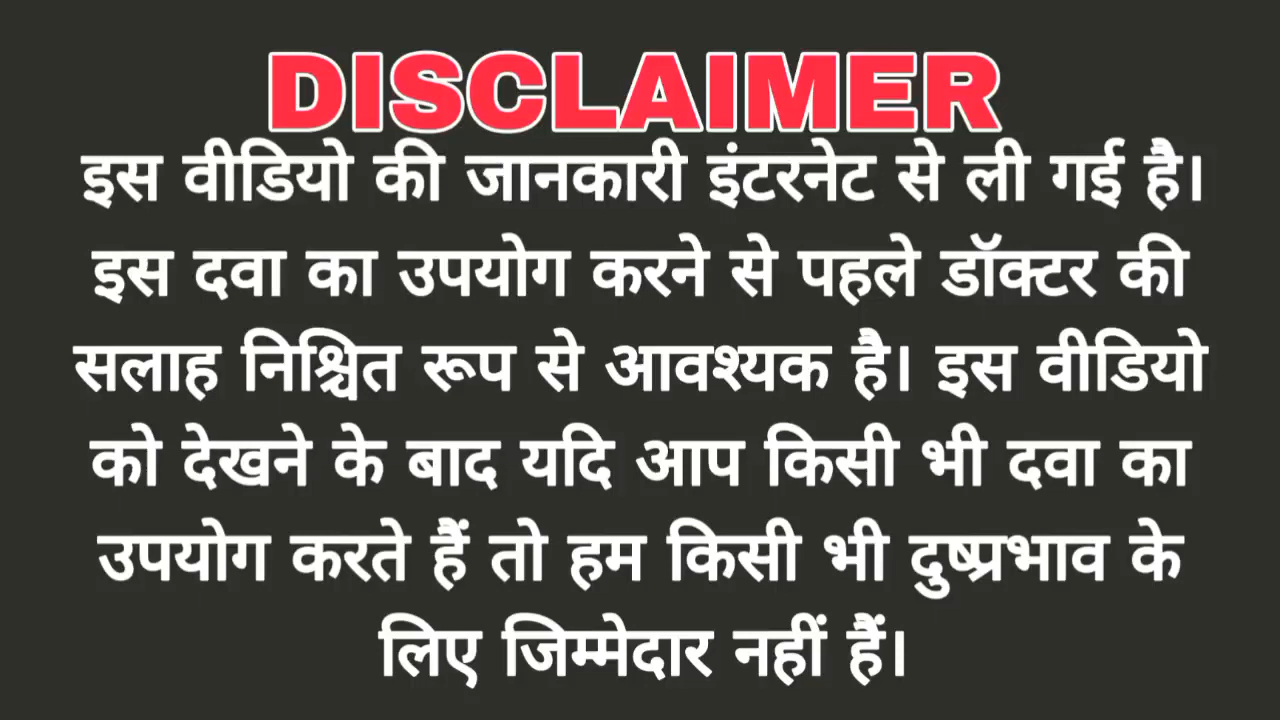 DISCLAIMER
इस वीडियो की जानकारी इंटरनेट से ली गई है।
इस दवा का उपयोग करने से पहले डॉक्टर की
सलाह निश्चित रूप से आवश्यक है। इस वीडियो
को देखने के बाद यदि आप किसी भी दवा का
उपयोग करते हैं तो हम किसी भी दुष्प्रभाव के
लिए जिम्मेदार नहीं हैं।